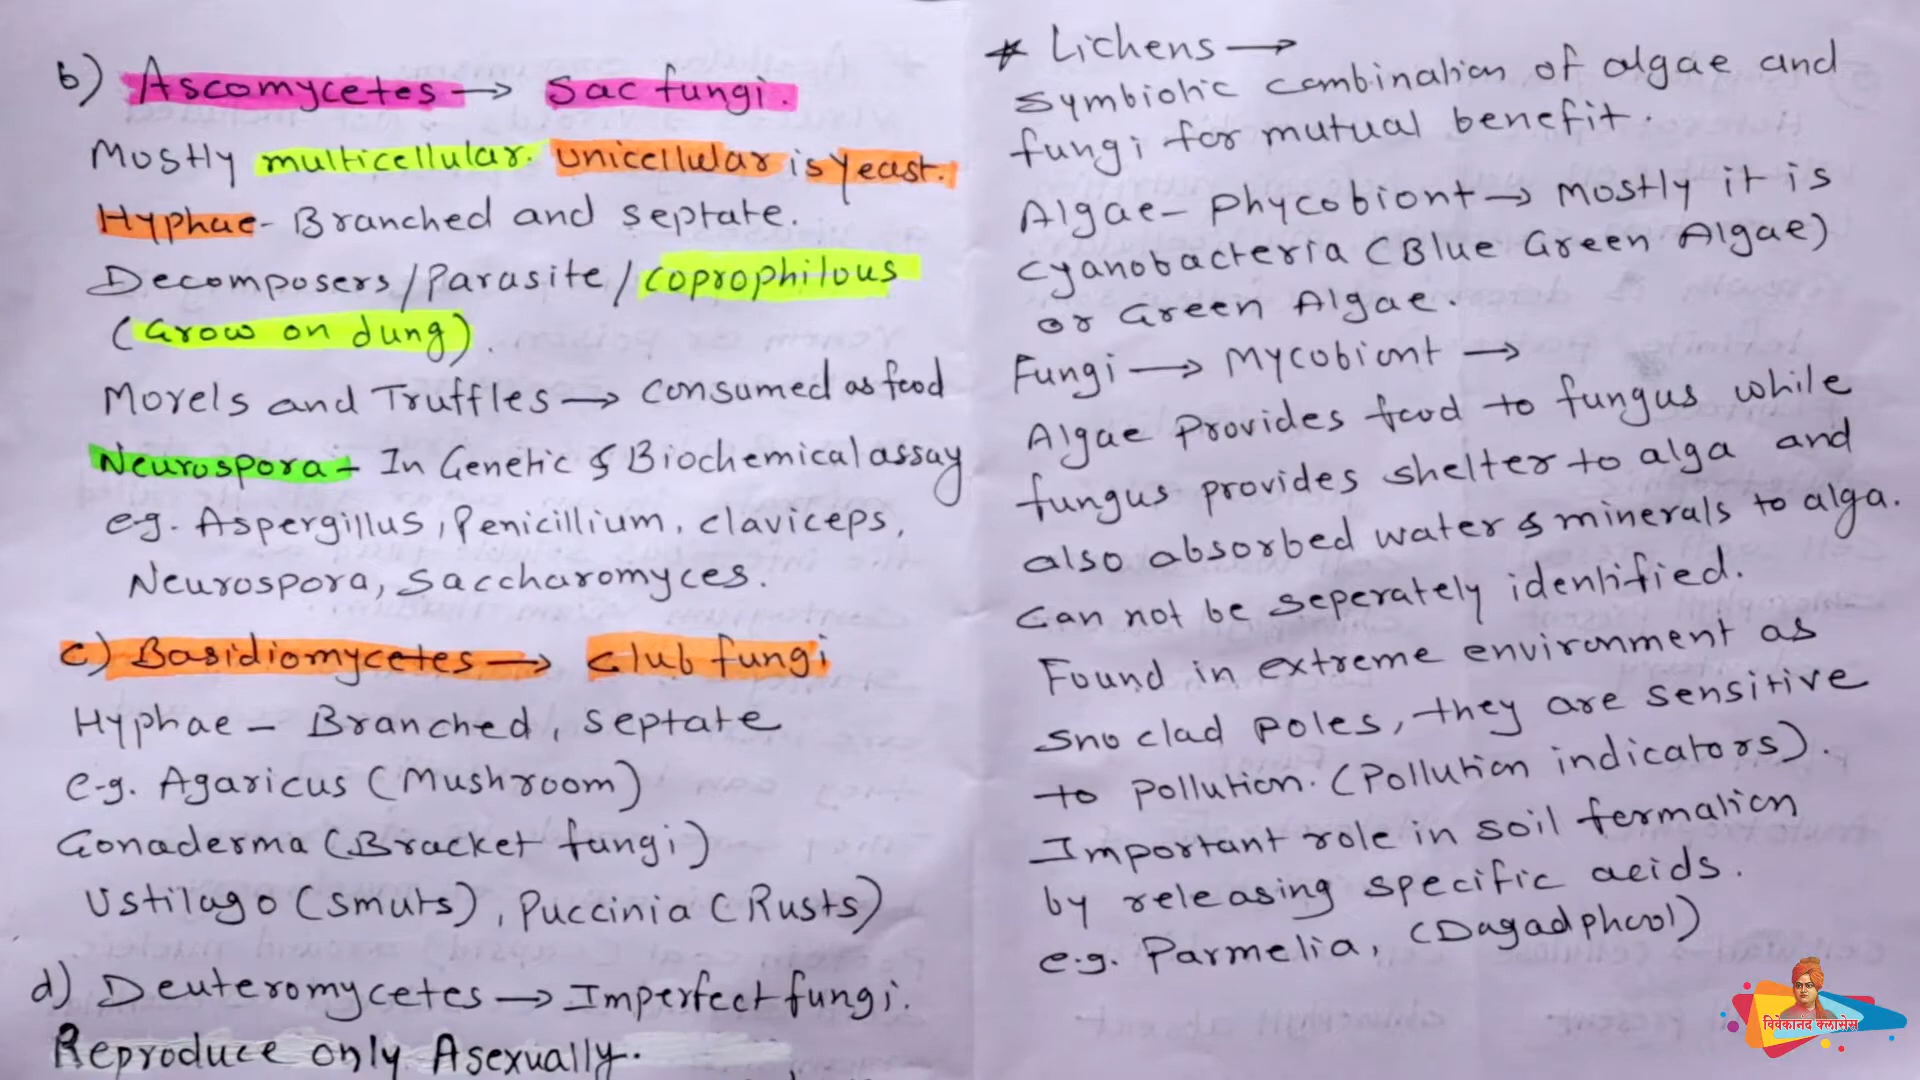 b) Ascomycetes → Sac fungi.
Mostly multicellular. Unicellular is yeast.
Hyphae - Branched and septate.
Decomposers/Parasite/coprophilous
(Grow on dung).
Morels and Truffles → consumed as food
Neurospora - In Genetic & Biochemical assay
e.g. Aspergillus, Penicillium, claviceps,
Neurospora, Saccharomyces.
c) Basidiomycetes → Club fungi
Hyphae - Branched, septate
e.g. Agaricus (Mushroom)
Gonaderma (Bracket fungi)
Ustilago (smuts), Puccinia (Rusts)
d) Deuteromycetes → Imperfect fungi.
Reproduce only Asexually.
* Lichens →
Symbiotic combination of algae and
fungi for mutual benefit.
Algae - Phycobiont → Mostly it is
cyanobacteria (Blue Green Algae)
or Green Algae.
Fungi → Mycobiont →
Algae provides food to fungus while
fungus provides shelter to alga and
also absorbed water & minerals to alga.
can not be seperately identified.
Found in extreme environment as
Sno clad poles, they are sensitive
to pollution. (Pollution indicators).
Important role in soil formation
by releasing specific acids.
e.g. Parmelia, (Dagadphool)
विवेकानंद क्लासेस